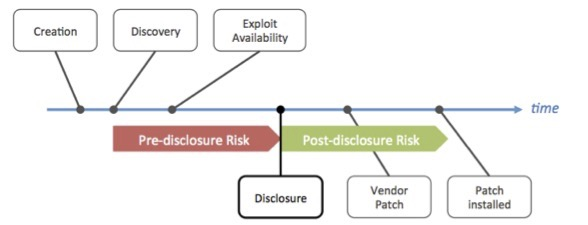 Creation
Discovery
Exploit
Availability
time
Pre-disclosure Risk
Post-disclosure Risk
Disclosure
Vendor
Patch
Patch
installed